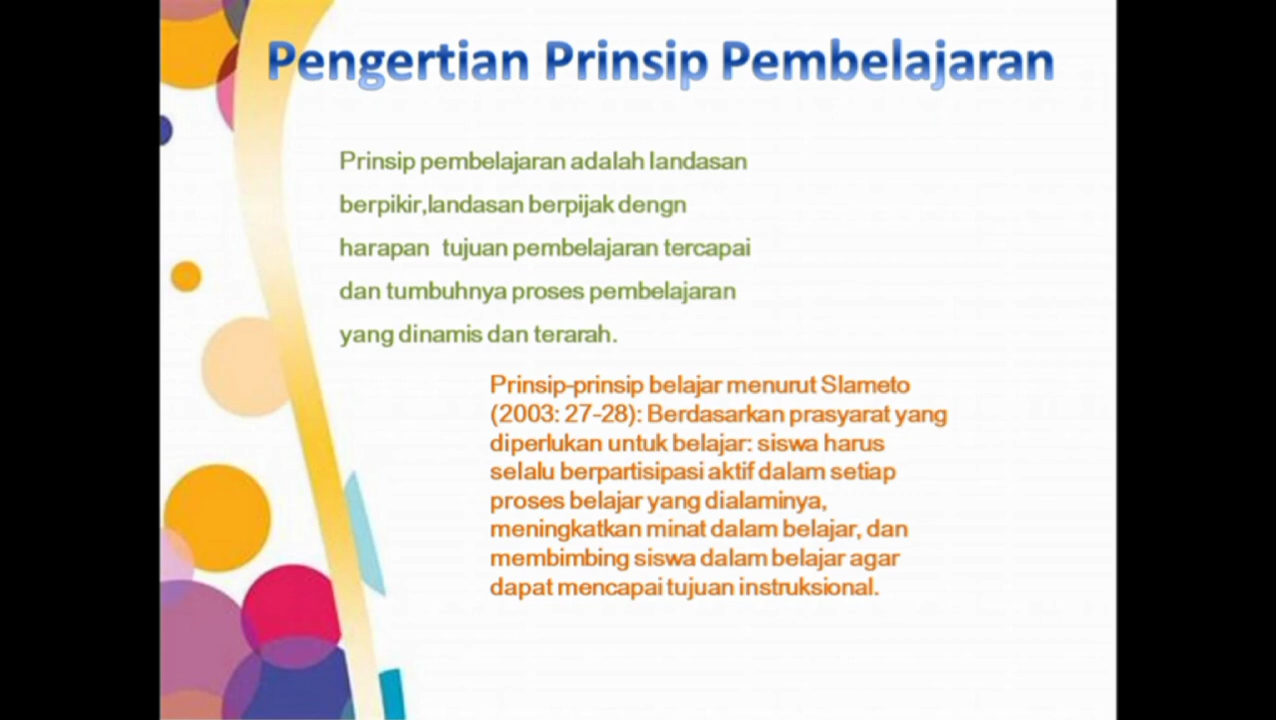 Pengertian Prinsip Pembelajaran
Prinsip pembelajaran adalah landasan
berpikir,landasan berpijak dengn
harapan tujuan pembelajaran tercapai
dan tumbuhnya proses pembelajaran
yang dinamis dan terarah.
Prinsip-prinsip belajar menurut Slameto
(2003: 27-28): Berdasarkan prasyarat yang
diperlukan untuk belajar: siswa harus
selalu berpartisipasi aktif dalam setiap
proses belajar yang dialaminya,
meningkatkan minat dalam belajar, dan
membimbing siswa dalam belajar agar
dapat mencapai tujuan instruksional.